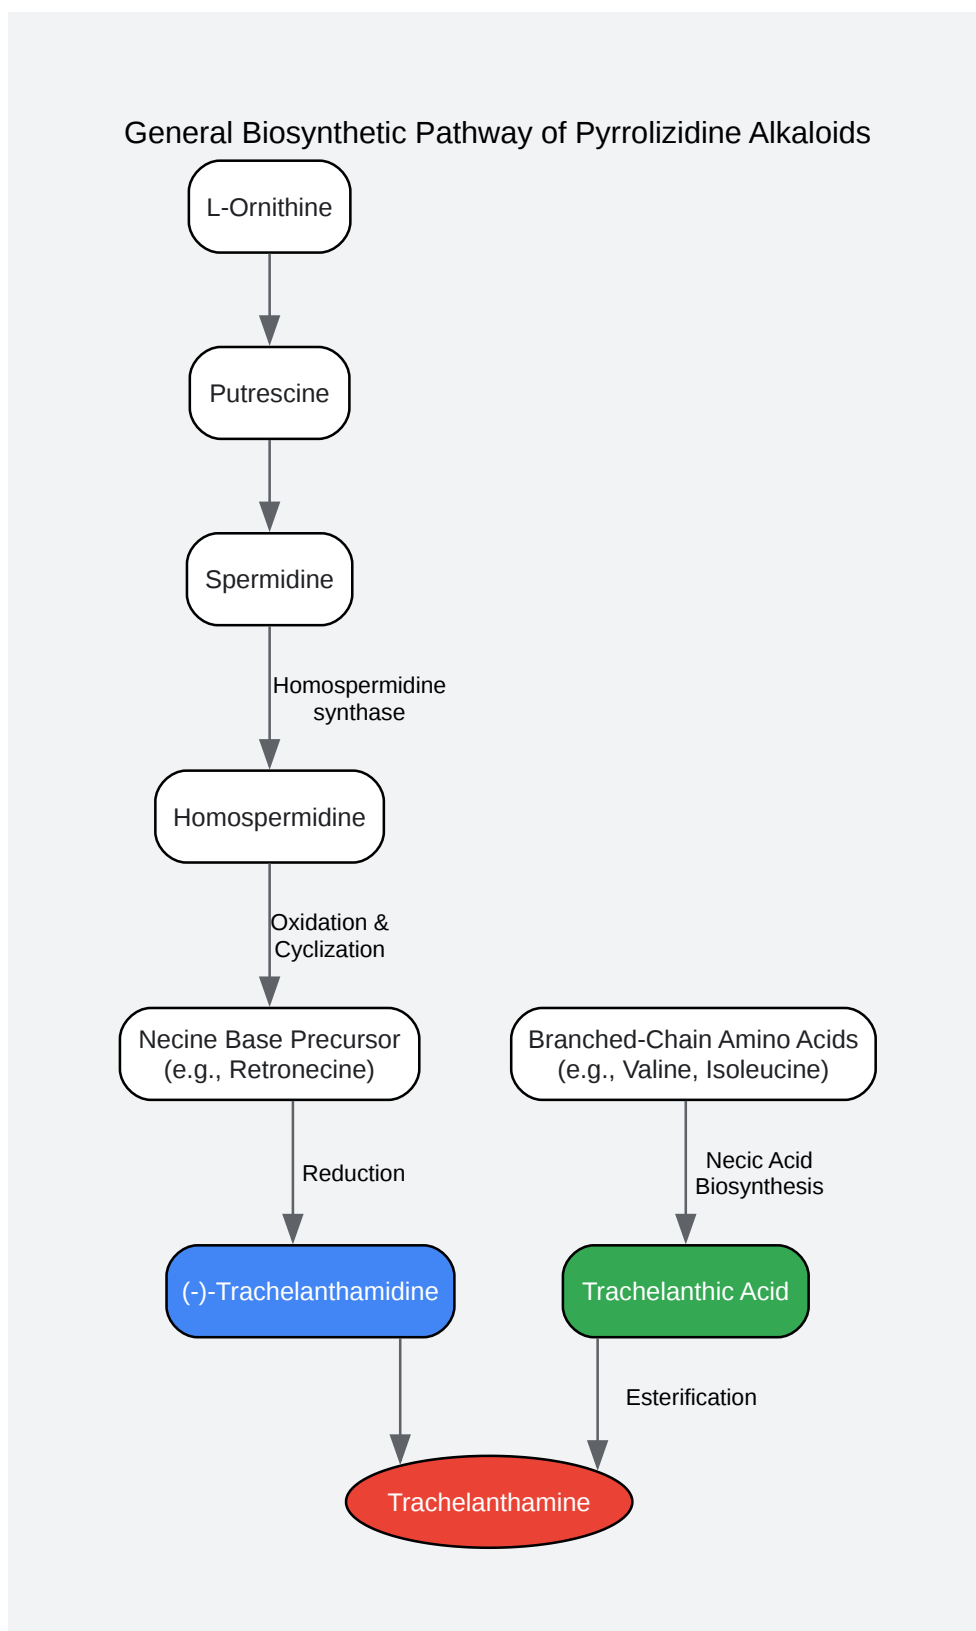 General Biosynthetic Pathway of Pyrrolizidine Alkaloids
L-Ornithine
Putrescine
Spermidine
Homospermidine
synthase
Homospermidine
Oxidation &
Cyclization
Necine Base Precursor
(e.g., Retronecine)
Branched-Chain Amino Acids
(e.g., Valine, Isoleucine)
Reduction
Necic Acid
Biosynthesis
(-)-Trachelanthamidine
Trachelanthic Acid
Esterification
Trachelanthamine